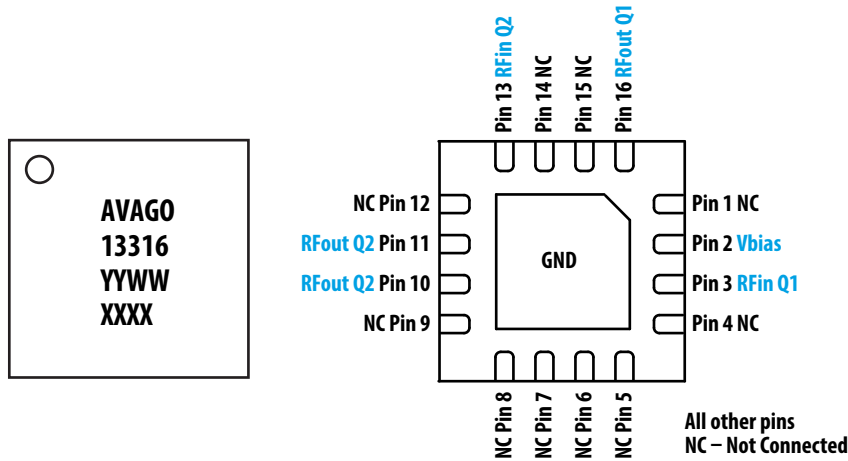 AVAGO
13316
YYWW
XXXX
Pin 13 RFin Q2
Pin 14 NC
Pin 15 NC
Pin 16 RFout Q1
NC Pin 12
RFout Q2 Pin 11
RFout Q2 Pin 10
NC Pin 9
GND
Pin 1 NC
Pin 2 Vbias
Pin 3 RFin Q1
Pin 4 NC
NC Pin 8
NC Pin 7
NC Pin 6
NC Pin 5
All other pins
NC – Not Connected